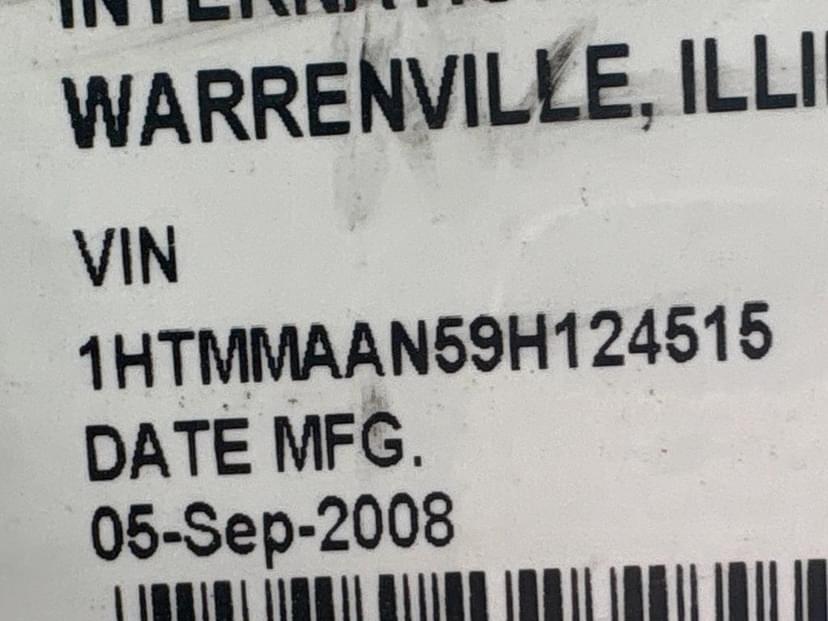 WARRENVILLE, ILLI
VIN
1HTMMAAN59H124515
DATE MFG.
05-Sep-2008